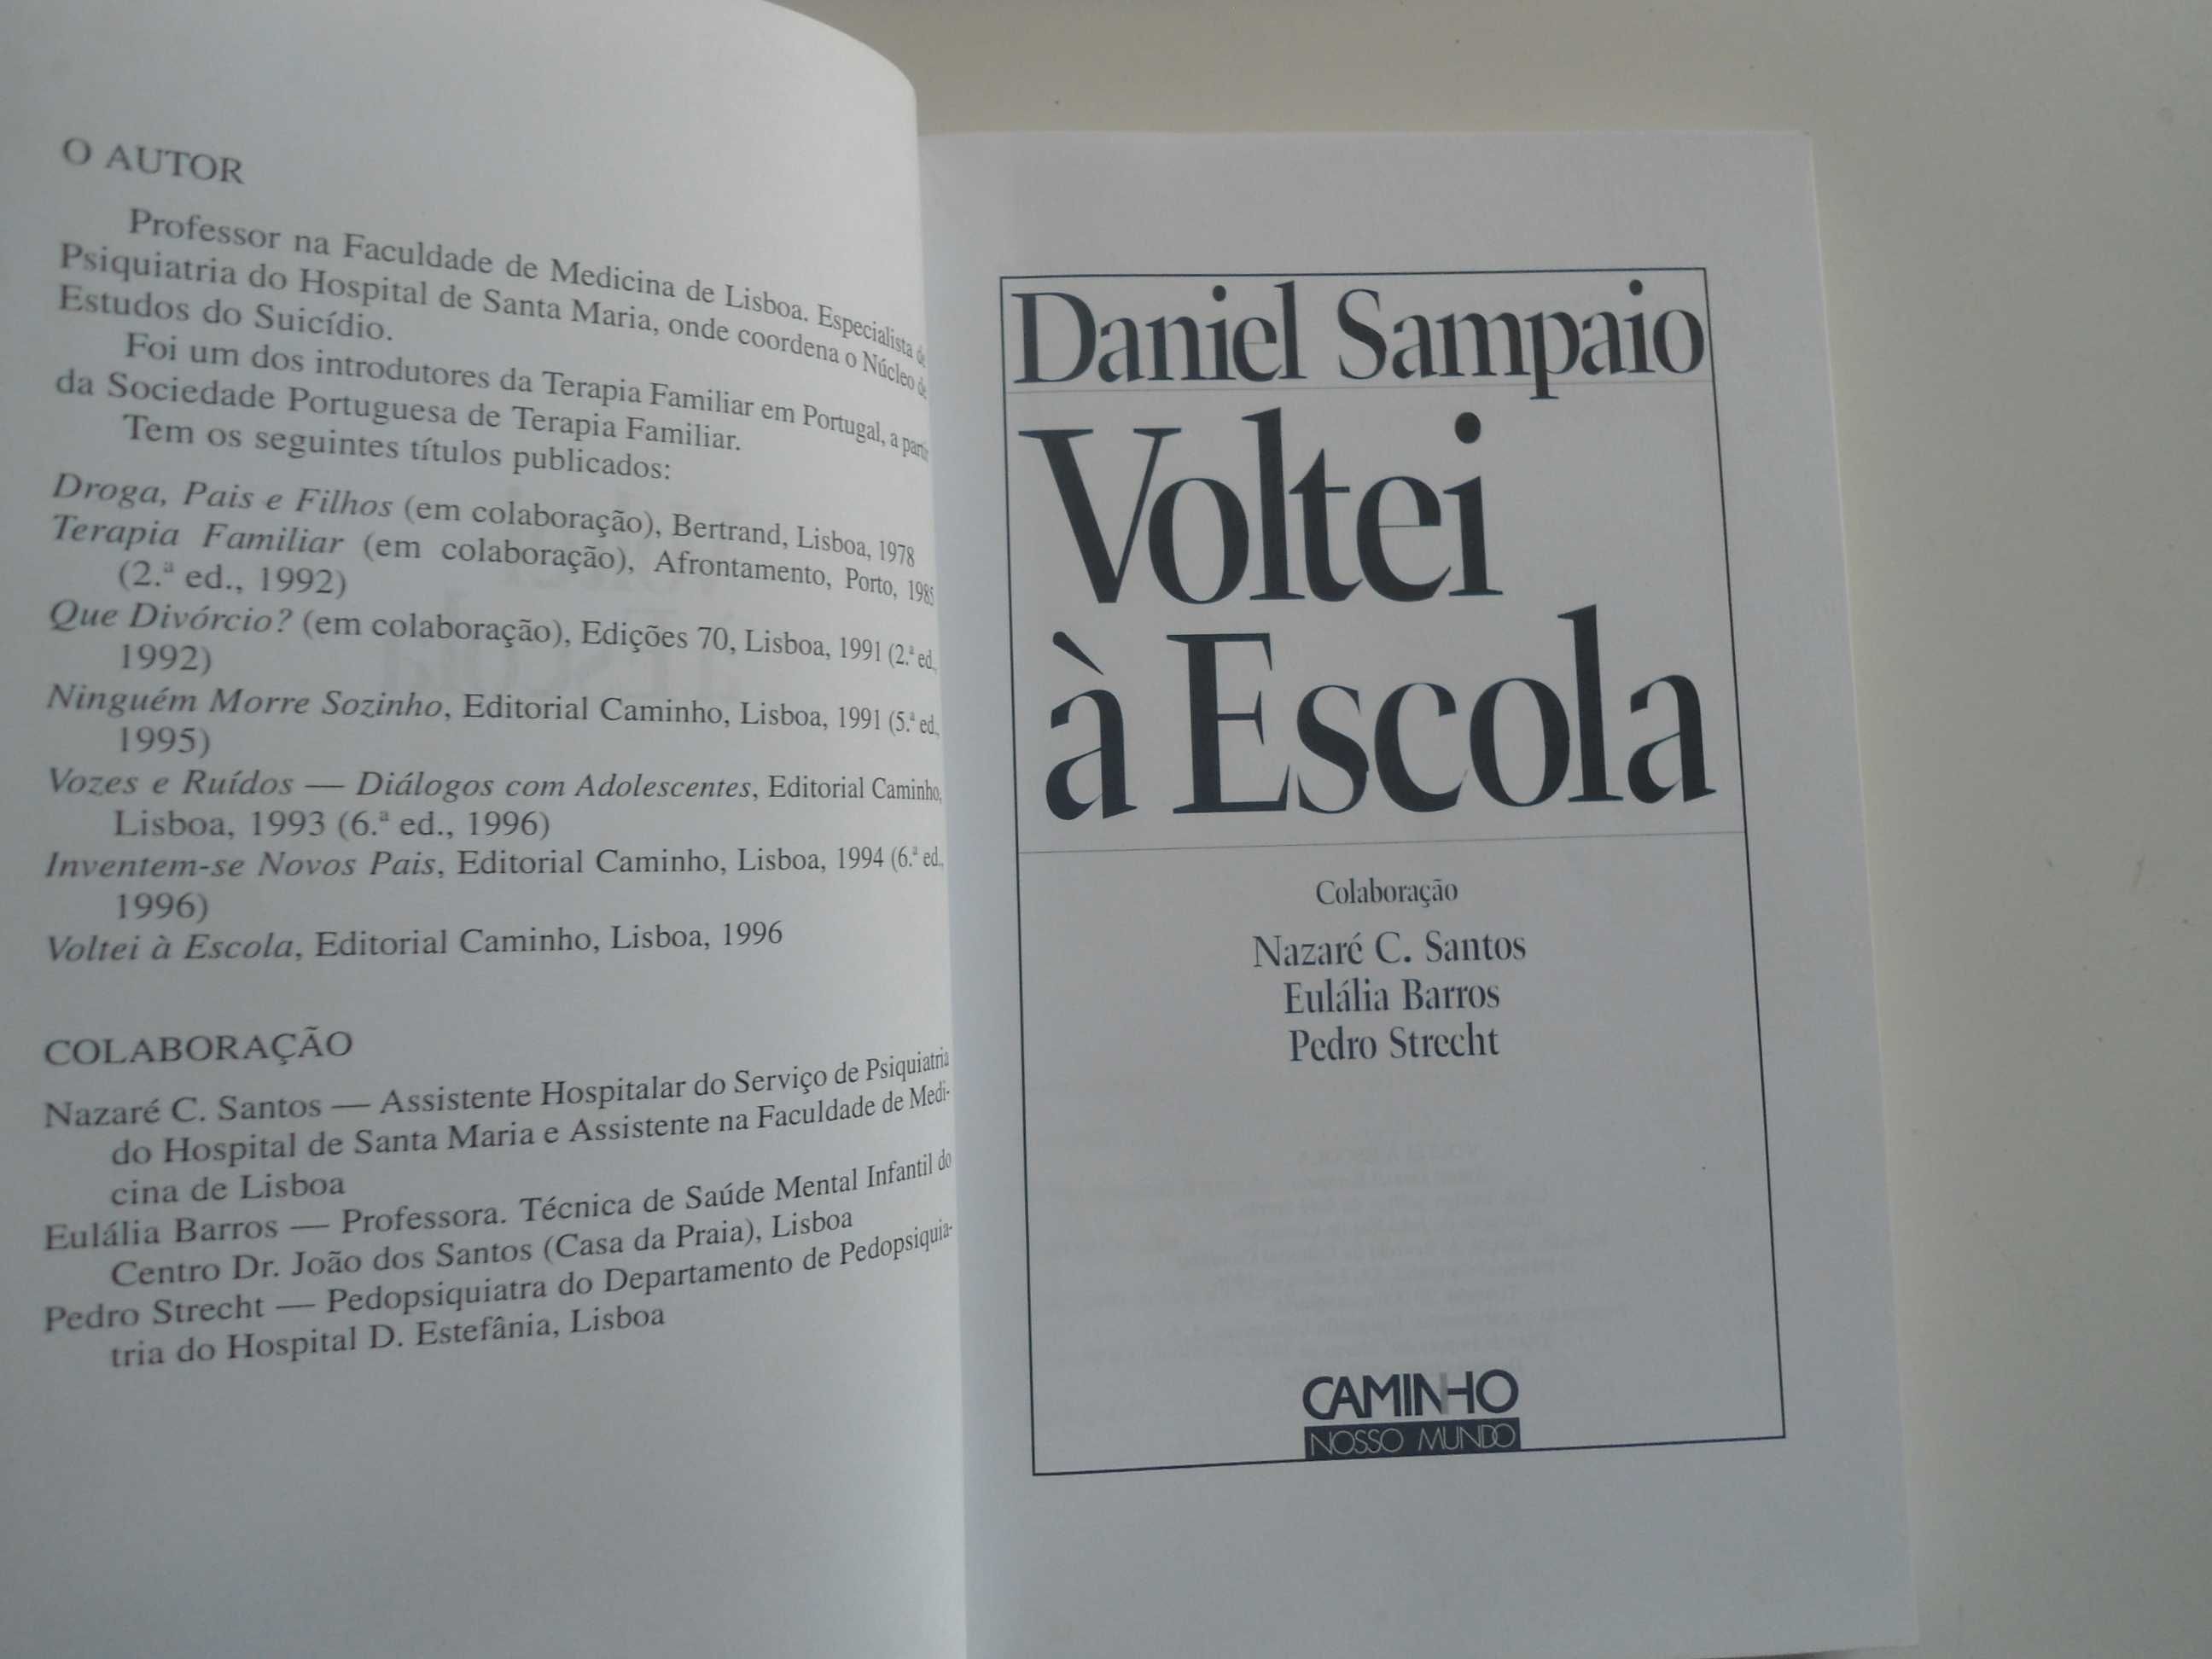 O AUTOR
Professor na Faculdade de Medicina de Lisboa. Especialista de
Psiquiatria do Hospital de Santa Maria, onde coordena o Núcleo de
Estudos do Suicídio.
Foi um dos introdutores da Terapia Familiar em Portugal, a partir
da Sociedade Portuguesa de Terapia Familiar.
Tem os seguintes títulos publicados:
Droga, Pais e Filhos (em colaboração), Bertrand, Lisboa, 1978
Terapia Familiar (em colaboração), Afrontamento, Porto, 1985
(2.ª ed., 1992)
Que Divórcio? (em colaboração), Edições 70, Lisboa, 1991 (2.ª ed.,
1992)
Ninguém Morre Sozinho, Editorial Caminho, Lisboa, 1991 (5.ª ed.,
1995)
Vozes e Ruídos — Diálogos com Adolescentes, Editorial Caminho,
Lisboa, 1993 (6.ª ed., 1996)
Inventem-se Novos Pais, Editorial Caminho, Lisboa, 1994 (6.ª ed.,
1996)
Voltei à Escola, Editorial Caminho, Lisboa, 1996
COLABORAÇÃO
Nazaré C. Santos — Assistente Hospitalar do Serviço de Psiquiatria
do Hospital de Santa Maria e Assistente na Faculdade de Medi-
cina de Lisboa
Eulália Barros — Professora. Técnica de Saúde Mental Infantil do
Centro Dr. João dos Santos (Casa da Praia), Lisboa
Pedro Strecht — Pedopsiquiatra do Departamento de Pedopsiquia-
tria do Hospital D. Estefânia, Lisboa
Daniel Sampaio
Voltei
à Escola
Colaboração
Nazaré C. Santos
Eulália Barros
Pedro Strecht
CAMINHO
NOSSO MUNDO